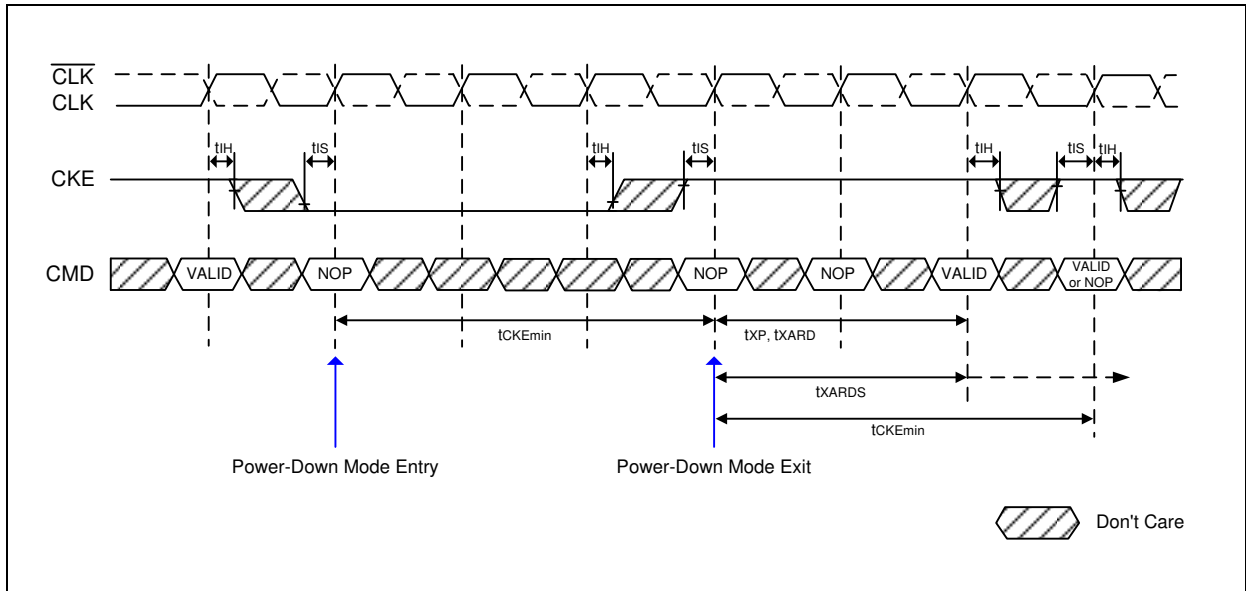 CLK
CLK
tIH tIS tIH tIS tIH tIS tIH
CKE
CMD VALID NOP NOP NOP VALID VALID or NOP
tCKEmin tXP, tXARD
tXARDS
tCKEmin
Power-Down Mode Entry Power-Down Mode Exit
Don't Care